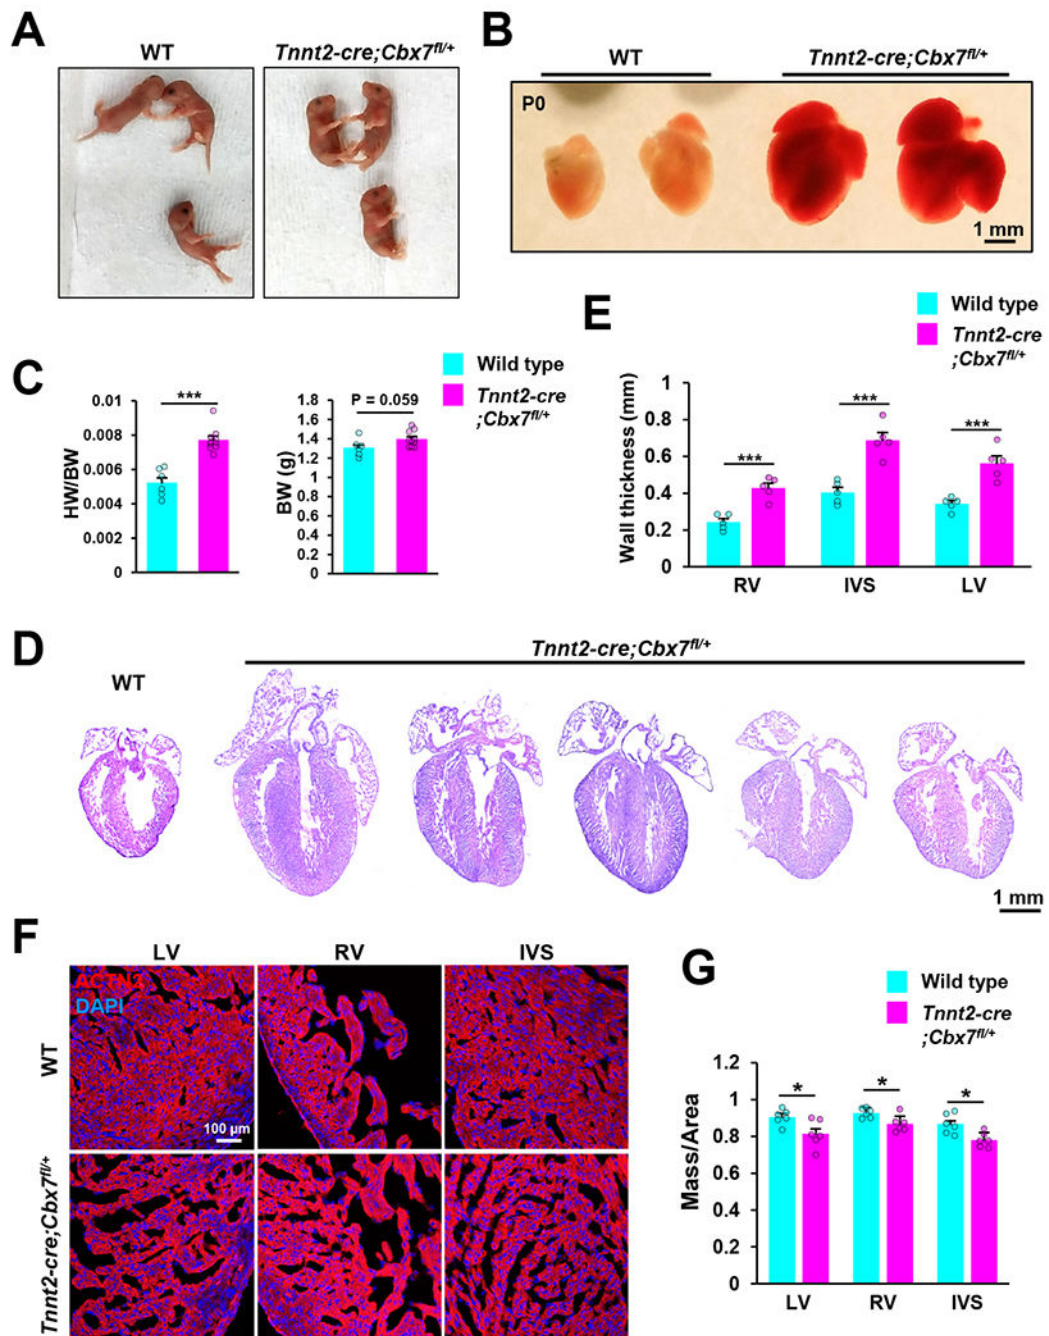 A
WT
Tnnt2-cre;Cbx7fl/+
B
WT
Tnnt2-cre;Cbx7fl/+
P0
1 mm
C
Wild type
Tnnt2-cre
;Cbx7fl/+
HW/BW
0.01
0.008
0.006
0.004
0.002
0
***
BW (g)
1.8
1.6
1.4
1.2
1
0.8
0.6
0.4
0.2
0
P = 0.059
E
Wild type
Tnnt2-cre
;Cbx7fl/+
Wall thickness (mm)
1
0.8
0.6
0.4
0.2
0
***
***
***
RV
IVS
LV
D
WT
Tnnt2-cre;Cbx7fl/+
1 mm
F
LV
RV
IVS
WT
DAPI
100 µm
Tnnt2-cre;Cbx7fl/+
G
Wild type
Tnnt2-cre
;Cbx7fl/+
Mass/Area
1.2
1
0.8
0.6
0.4
0.2
0
*
*
*
LV
RV
IVS